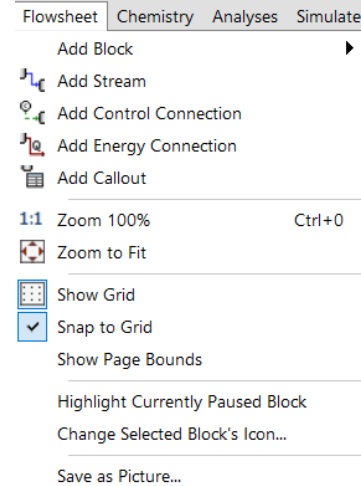 Flowsheet Chemistry Analyses Simulate
Add Block
Add Stream
Add Control Connection
Q Add Energy Connection
Add Callout
1:1 Zoom 100% Ctrl+0
Zoom to Fit
Show Grid
Snap to Grid
Show Page Bounds
Highlight Currently Paused Block
Change Selected Block's Icon...
Save as Picture...